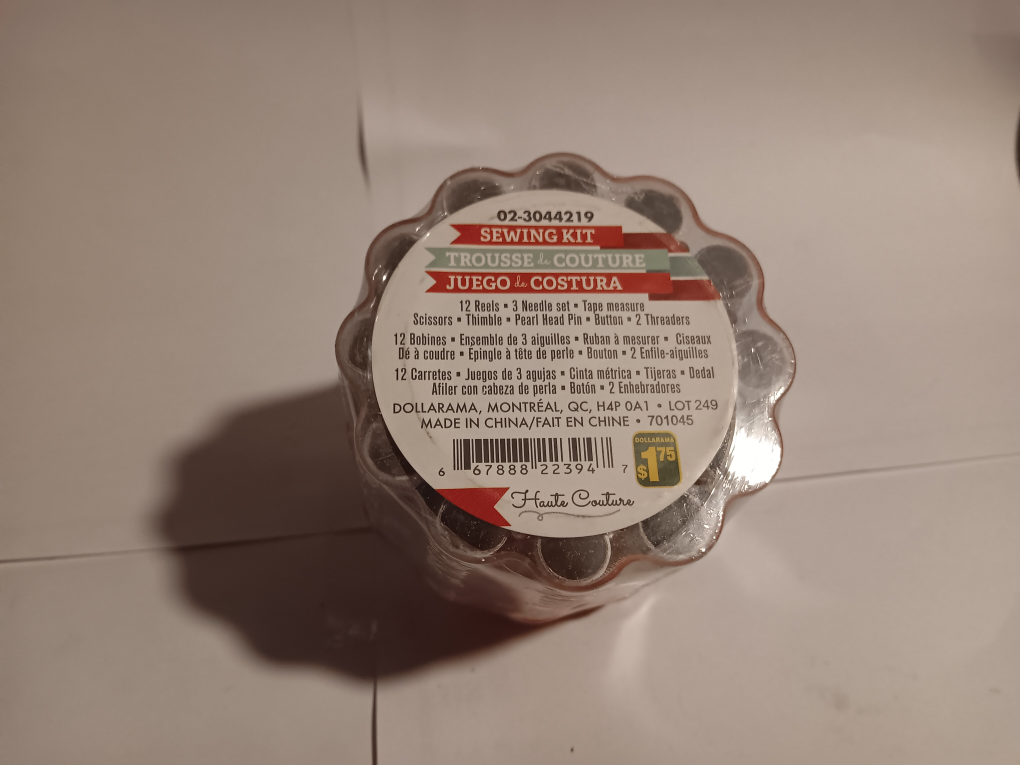 02-3044219
SEWING KIT
TROUSSE de COUTURE
JUEGO de COSTURA
12 Reels ▪ 3 Needle set ▪ Tape measure
Scissors ▪ Thimble ▪ Pearl Head Pin ▪ Button ▪ 2 Threaders
12 Bobines ▪ Ensemble de 3 aiguilles ▪ Ruban à mesurer ▪ Ciseaux
Dé à coudre ▪ Epingle à tête de perle ▪ Bouton ▪ 2 Enfile-aiguilles
12 Carretes ▪ Juegos de 3 agujas ▪ Cinta métrica ▪ Tijeras ▪ Dedal
Afiler con cabeza de perla ▪ Botón ▪ 2 Enhebradores
DOLLARAMA, MONTRÉAL, QC, H4P 0A1 • LOT 249
MADE IN CHINA/FAIT EN CHINE • 701045
DOLLARAMA
$1 75
6 67888 22394 7
Haute Couture